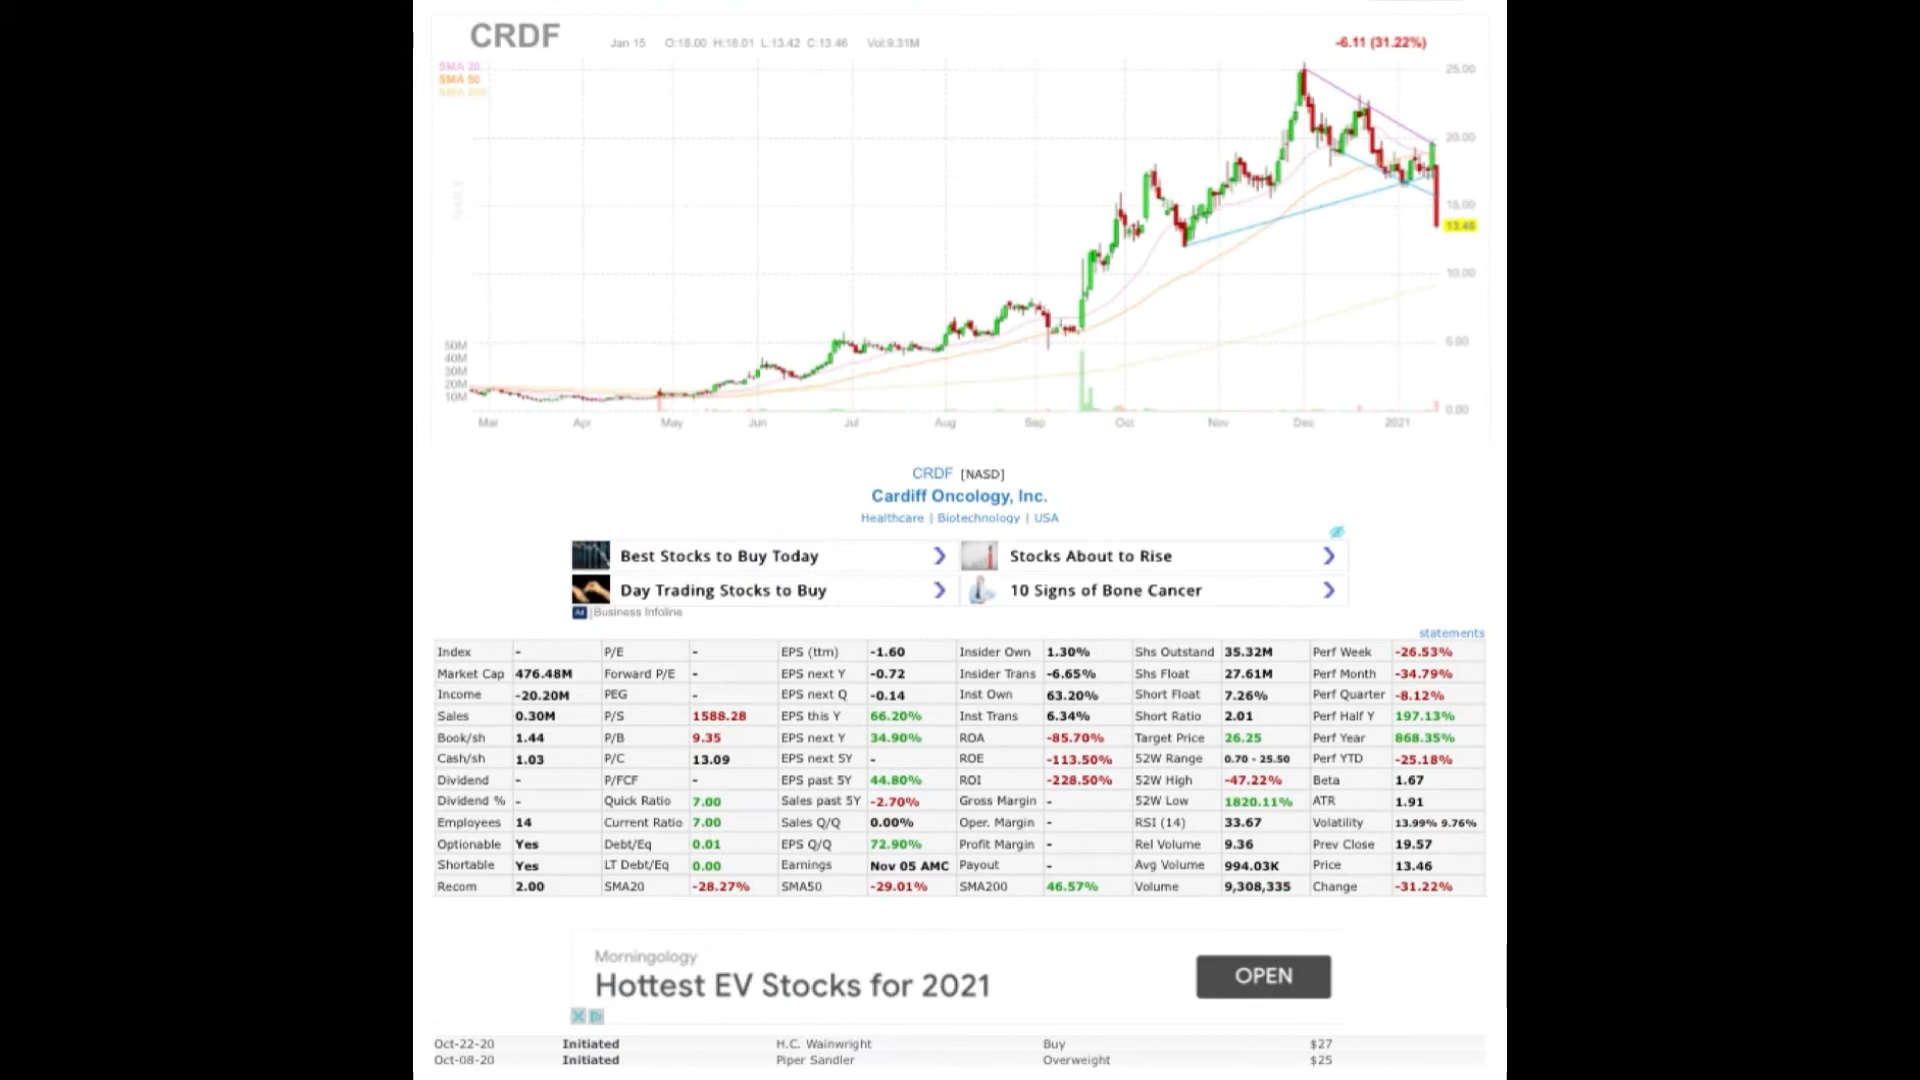 CRDF Jan 15 O:18.00 H:18.01 L:13.42 C:13.46 Vol:9.31M -6.11 (31.22%)
SMA 20
SMA 50
SMA 200
25.00
20.00
15.00
13.46
10.00
5.00
0.00
50M
40M
30M
20M
10M
Mar Apr May Jun Jul Aug Sep Oct Nov Dec 2021
CRDF [NASD]
Cardiff Oncology, Inc.
Healthcare | Biotechnology | USA
Best Stocks to Buy Today Stocks About to Rise
Day Trading Stocks to Buy 10 Signs of Bone Cancer
Ad | Business Infoline
statements
Index - P/E - EPS (ttm) -1.60 Insider Own 1.30% Shs Outstand 35.32M Perf Week -26.53%
Market Cap 476.48M Forward P/E - EPS next Y -0.72 Insider Trans -6.65% Shs Float 27.61M Perf Month -34.79%
Income -20.20M PEG - EPS next Q -0.14 Inst Own 63.20% Short Float 7.26% Perf Quarter -8.12%
Sales 0.30M P/S 1588.28 EPS this Y 66.20% Inst Trans 6.34% Short Ratio 2.01 Perf Half Y 197.13%
Book/sh 1.44 P/B 9.35 EPS next Y 34.90% ROA -85.70% Target Price 26.25 Perf Year 868.35%
Cash/sh 1.03 P/C 13.09 EPS next 5Y - ROE -113.50% 52W Range 0.70 - 25.50 Perf YTD -25.18%
Dividend - P/FCF - EPS past 5Y 44.80% ROI -228.50% 52W High -47.22% Beta 1.67
Dividend % - Quick Ratio 7.00 Sales past 5Y -2.70% Gross Margin - 52W Low 1820.11% ATR 1.91
Employees 14 Current Ratio 7.00 Sales Q/Q 0.00% Oper. Margin - RSI (14) 33.67 Volatility 13.99% 9.76%
Optionable Yes Debt/Eq 0.01 EPS Q/Q 72.90% Profit Margin - Rel Volume 9.36 Prev Close 19.57
Shortable Yes LT Debt/Eq 0.00 Earnings Nov 05 AMC Payout - Avg Volume 994.03K Price 13.46
Recom 2.00 SMA20 -28.27% SMA50 -29.01% SMA200 46.57% Volume 9,308,335 Change -31.22%
Morningology
Hottest EV Stocks for 2021
OPEN
Oct-22-20 Initiated H.C. Wainwright Buy $27
Oct-08-20 Initiated Piper Sandler Overweight $25